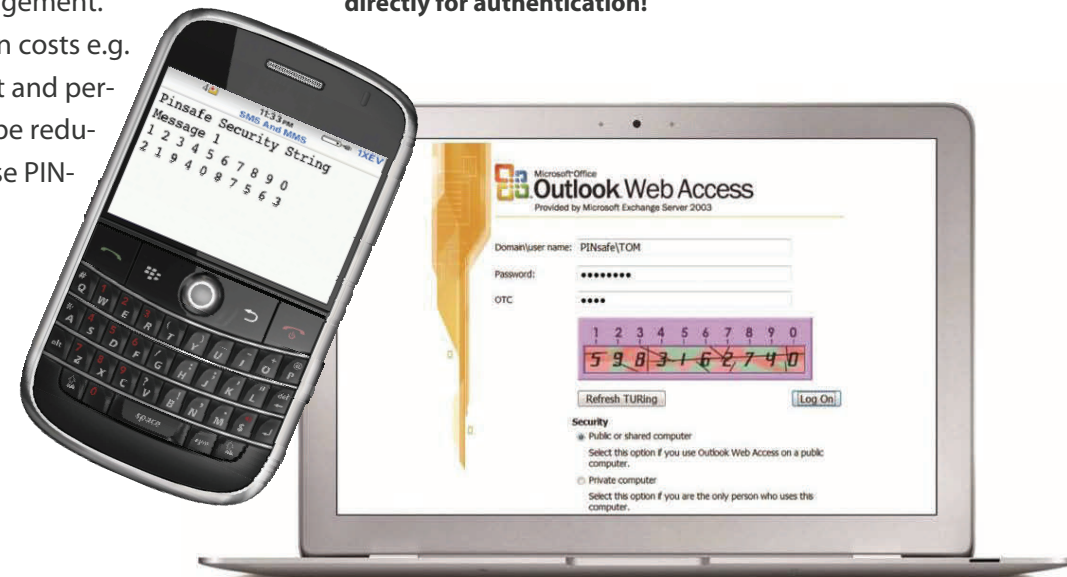 gement.
n costs e.g.
t and per-
be redu-
se PIN-
directly for authentication!
11:33 PM
SMS And MMS
1XEV
Pinsafe Security String
Message 1
1 2 3 4 5 6 7 8 9 0
2 1 9 4 0 8 7 5 6 3
space
Microsoft Office
Outlook Web Access
Provided by Microsoft Exchange Server 2003
Domain\user name: PINsafe\TOM
Password: ••••••••
OTC ••••
1 2 3 4 5 6 7 8 9 0
5 9 8 3 1 6 2 7 4 0
Refresh TURing Log On
Security
Public or shared computer
Select this option if you use Outlook Web Access on a public
computer.
Private computer
Select this option if you are the only person who uses this
computer.